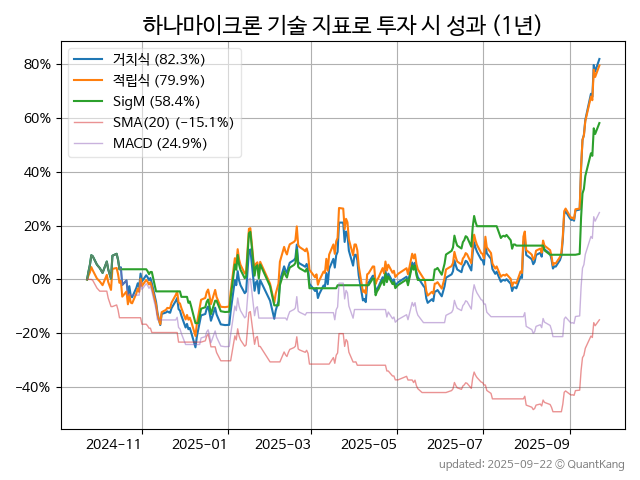 하나마이크론 기술 지표로 투자 시 성과 (1년)
거치식 (82.3%)
적립식 (79.9%)
SigM (58.4%)
SMA(20) (−15.1%)
MACD (24.9%)
80%
60%
40%
20%
0%
−20%
−40%
2024−11
2025−01
2025−03
2025−05
2025−07
2025−09
updated: 2025−09−22 © QuantKang